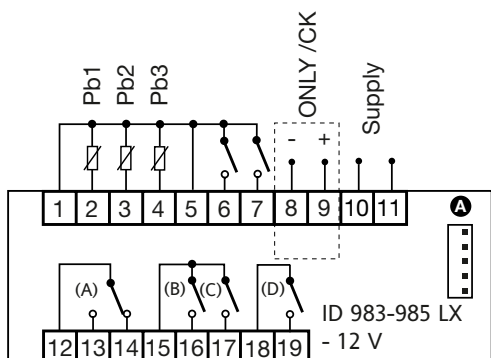 Pb1
Pb2
Pb3
ONLY /CK
Supply
- +
1 2 3 4 5 6 7 8 9 10 11
A
(A) (B) (C) (D)
ID 983-985 LX
- 12 V
12 13 14 15 16 17 18 19